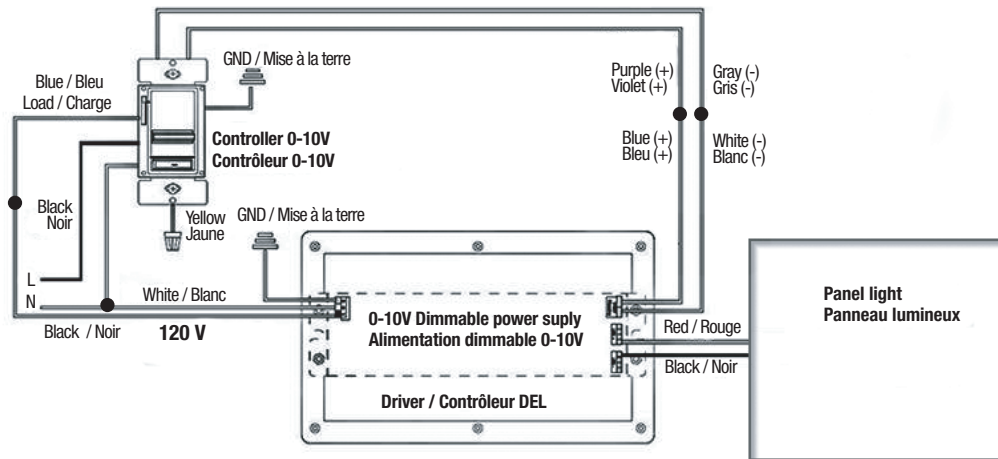 GND / Mise à la terre
Blue / Bleu
Load / Charge
Controller 0-10V
Contrôleur 0-10V
Purple (+)
Violet (+)
Gray (-)
Gris (-)
Blue (+)
Bleu (+)
White (-)
Blanc (-)
Black
Noir
Yellow
Jaune
GND / Mise à la terre
L
N
White / Blanc
Black / Noir
120 V
0-10V Dimmable power suply
Alimentation dimmable 0-10V
Driver / Contrôleur DEL
Red / Rouge
Black / Noir
Panel light
Panneau lumineux